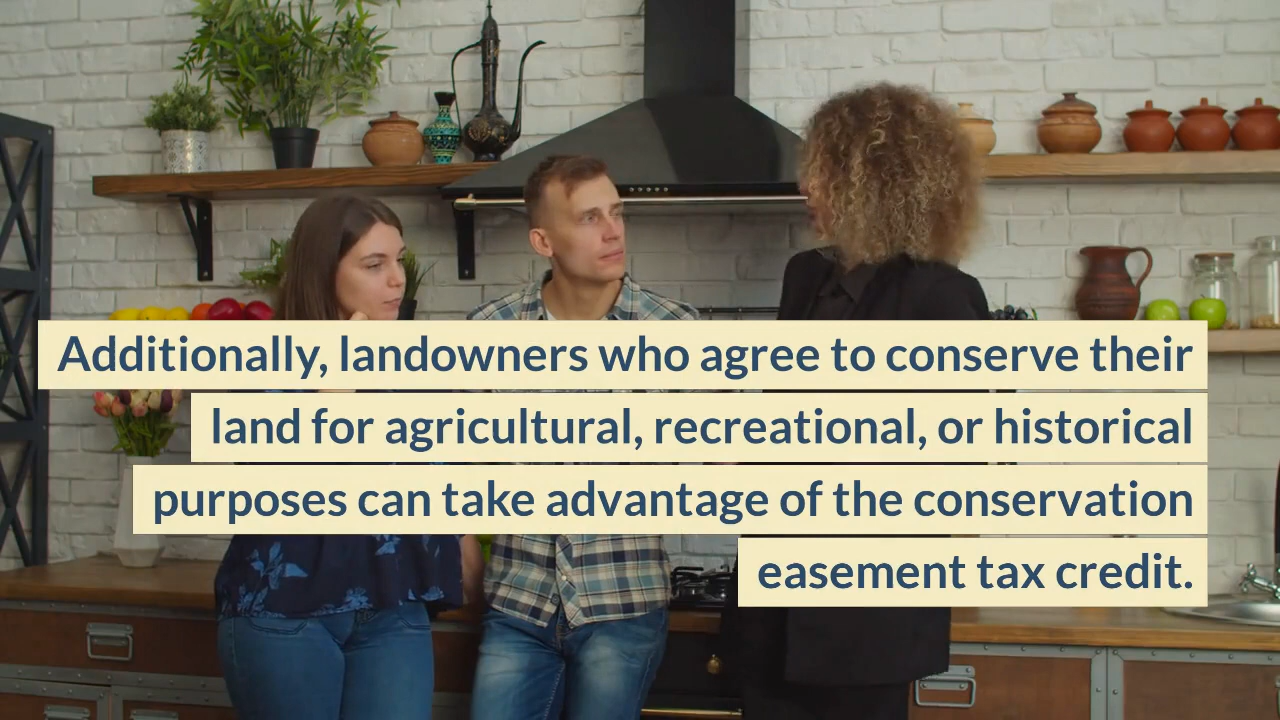 Additionally, landowners who agree to conserve their
land for agricultural, recreational, or historical
purposes can take advantage of the conservation
easement tax credit.